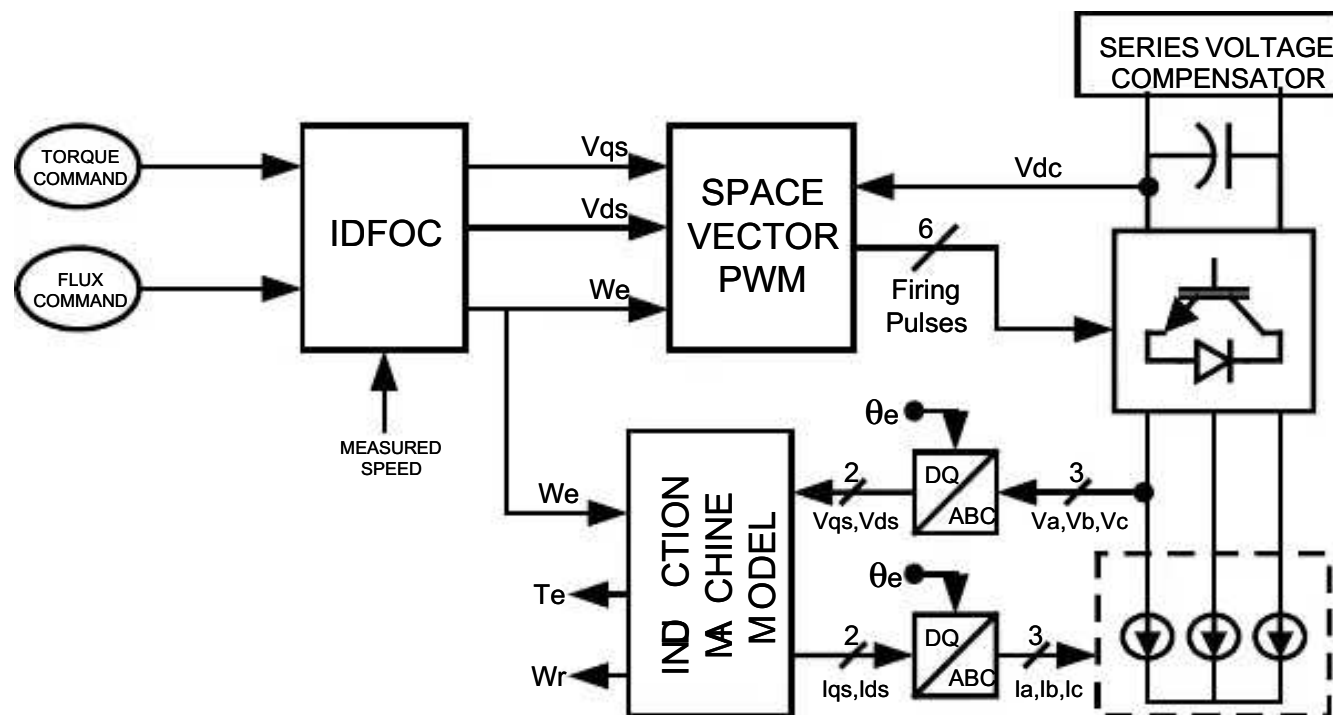 SERIES VOLTAGE
COMPENSATOR
TORQUE
COMMAND
FLUX
COMMAND
IDFOC
MEASURED
SPEED
Vqs
Vds
We
SPACE
VECTOR
PWM
Vdc
6
Firing
Pulses
We
Te
Wr
IND CTION
MA CHINE
MODEL
θe
2
Vqs,Vds
DQ
ABC
3
Va,Vb,Vc
θe
2
Iqs,Ids
DQ
ABC
3
Ia,Ib,Ic